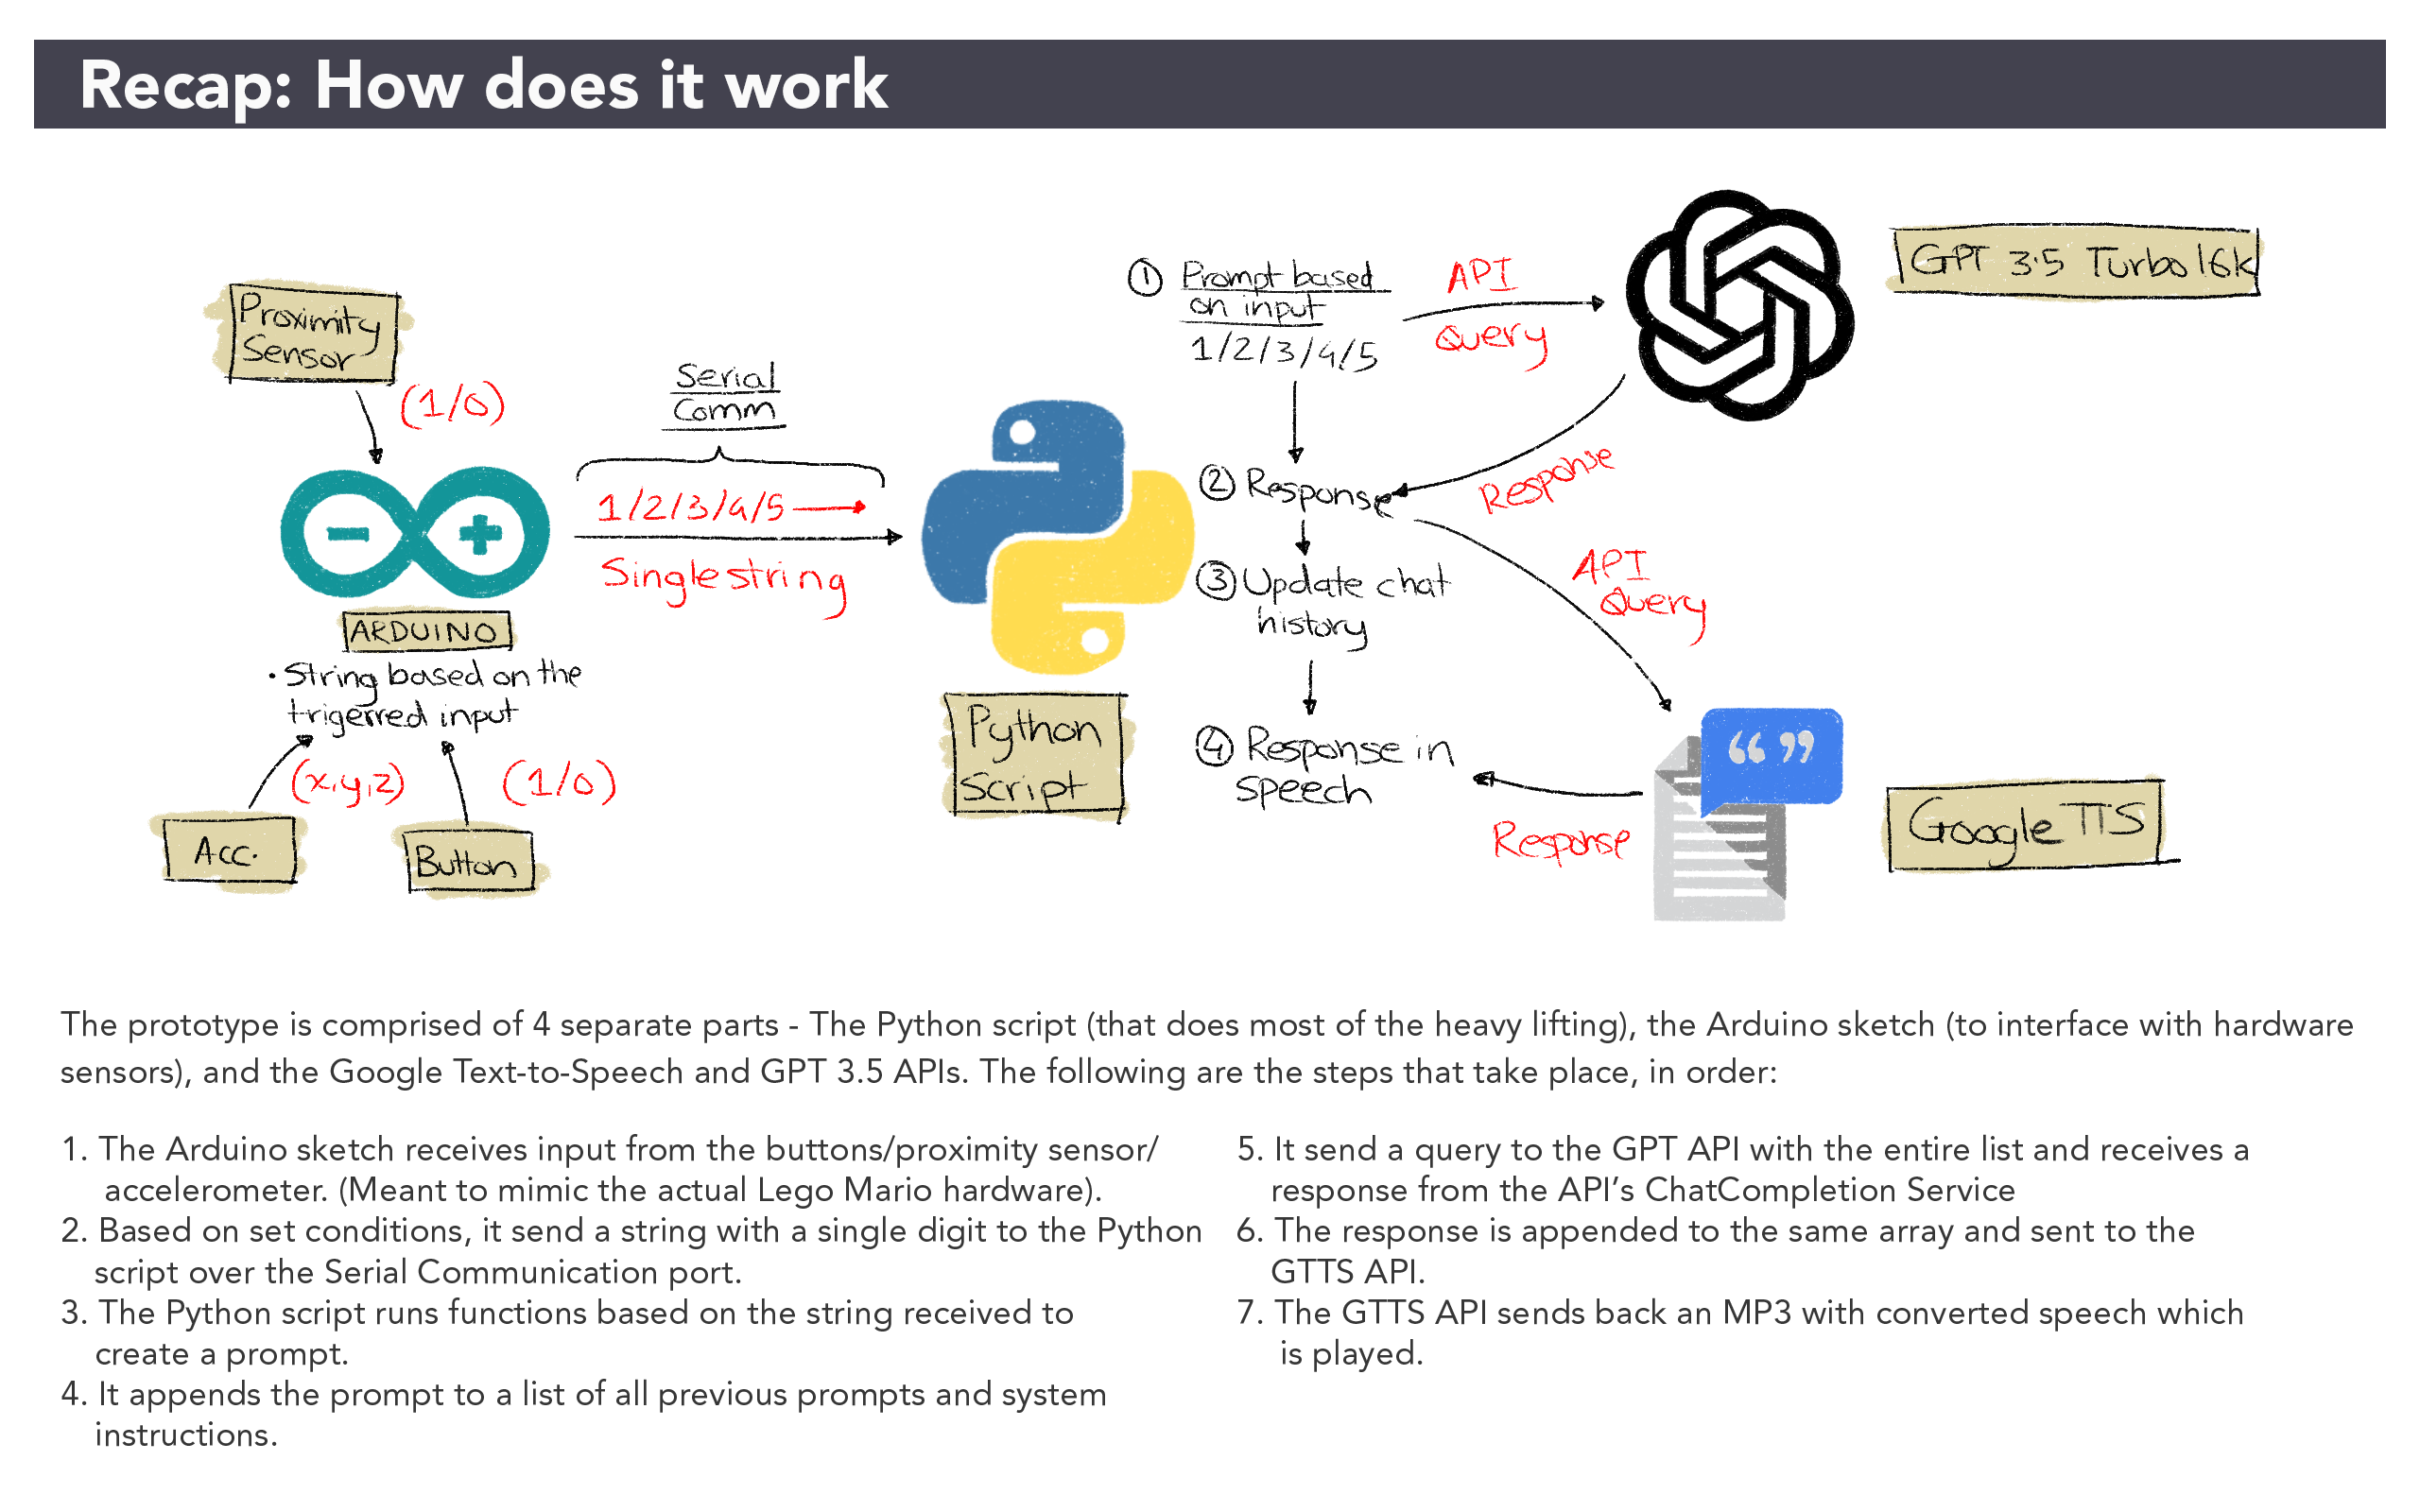 Recap: How does it work
Proximity
Sensor
(1/0)
ARDUINO
• String based on the
trigerred input
(x,y,z)
(1/0)
Acc.
Button
Serial
Comm
1/2/3/4/5
Single string
Python
Script
① Prompt based
on input
1/2/3/4/5
API
Query
GPT 3.5 Turbo 16k
② Response
Response
③ Update chat
history
API
Query
④ Response in
speech
Response
“ ”
Google TTS
The prototype is comprised of 4 separate parts - The Python script (that does most of the heavy lifting), the Arduino sketch (to interface with hardware
sensors), and the Google Text-to-Speech and GPT 3.5 APIs. The following are the steps that take place, in order:
1. The Arduino sketch receives input from the buttons/proximity sensor/
accelerometer. (Meant to mimic the actual Lego Mario hardware).
2. Based on set conditions, it send a string with a single digit to the Python
script over the Serial Communication port.
3. The Python script runs functions based on the string received to
create a prompt.
4. It appends the prompt to a list of all previous prompts and system
instructions.
5. It send a query to the GPT API with the entire list and receives a
response from the API’s ChatCompletion Service
6. The response is appended to the same array and sent to the
GTTS API.
7. The GTTS API sends back an MP3 with converted speech which
is played.